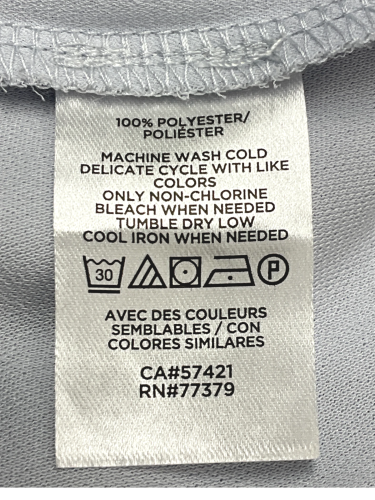 100% POLYESTER/
POLIÉSTER
MACHINE WASH COLD
DELICATE CYCLE WITH LIKE
COLORS
ONLY NON-CHLORINE
BLEACH WHEN NEEDED
TUMBLE DRY LOW
COOL IRON WHEN NEEDED
30 P
AVEC DES COULEURS
SEMBLABLES / CON
COLORES SIMILARES
CA#57421
RN#77379